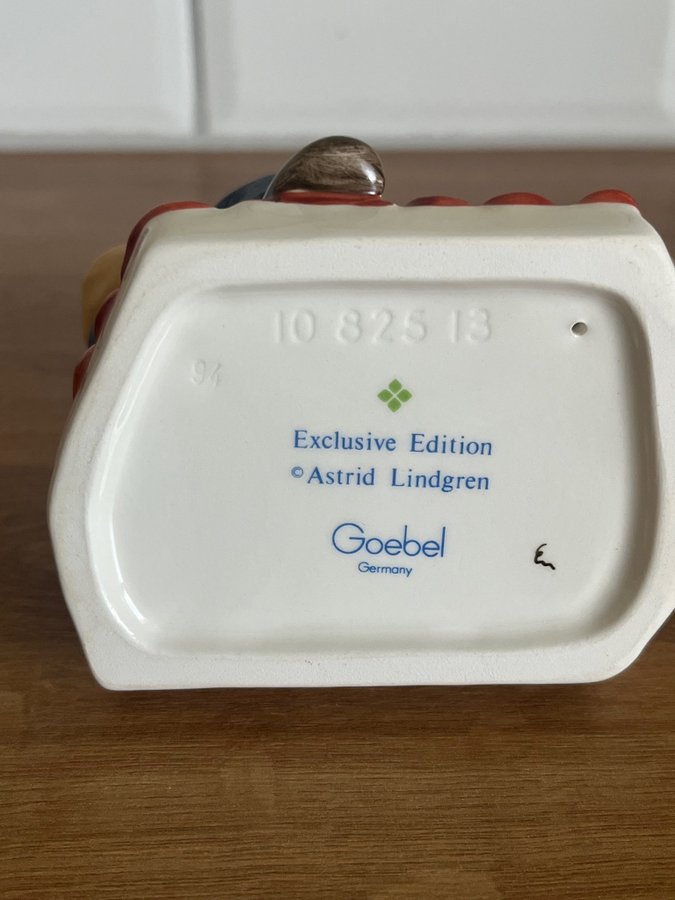 10 825 13
94
Exclusive Edition
©Astrid Lindgren
Goebel
Germany